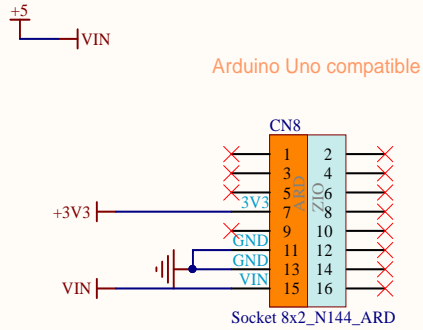 +5
VIN
Arduino Uno compatible
CN8
1 2
3 4
5 6
3V3
+3V3 7 8
9 10
GND
11 12
GND
13 14
VIN
VIN 15 16
ARD ZIO
Socket 8x2_N144_ARD